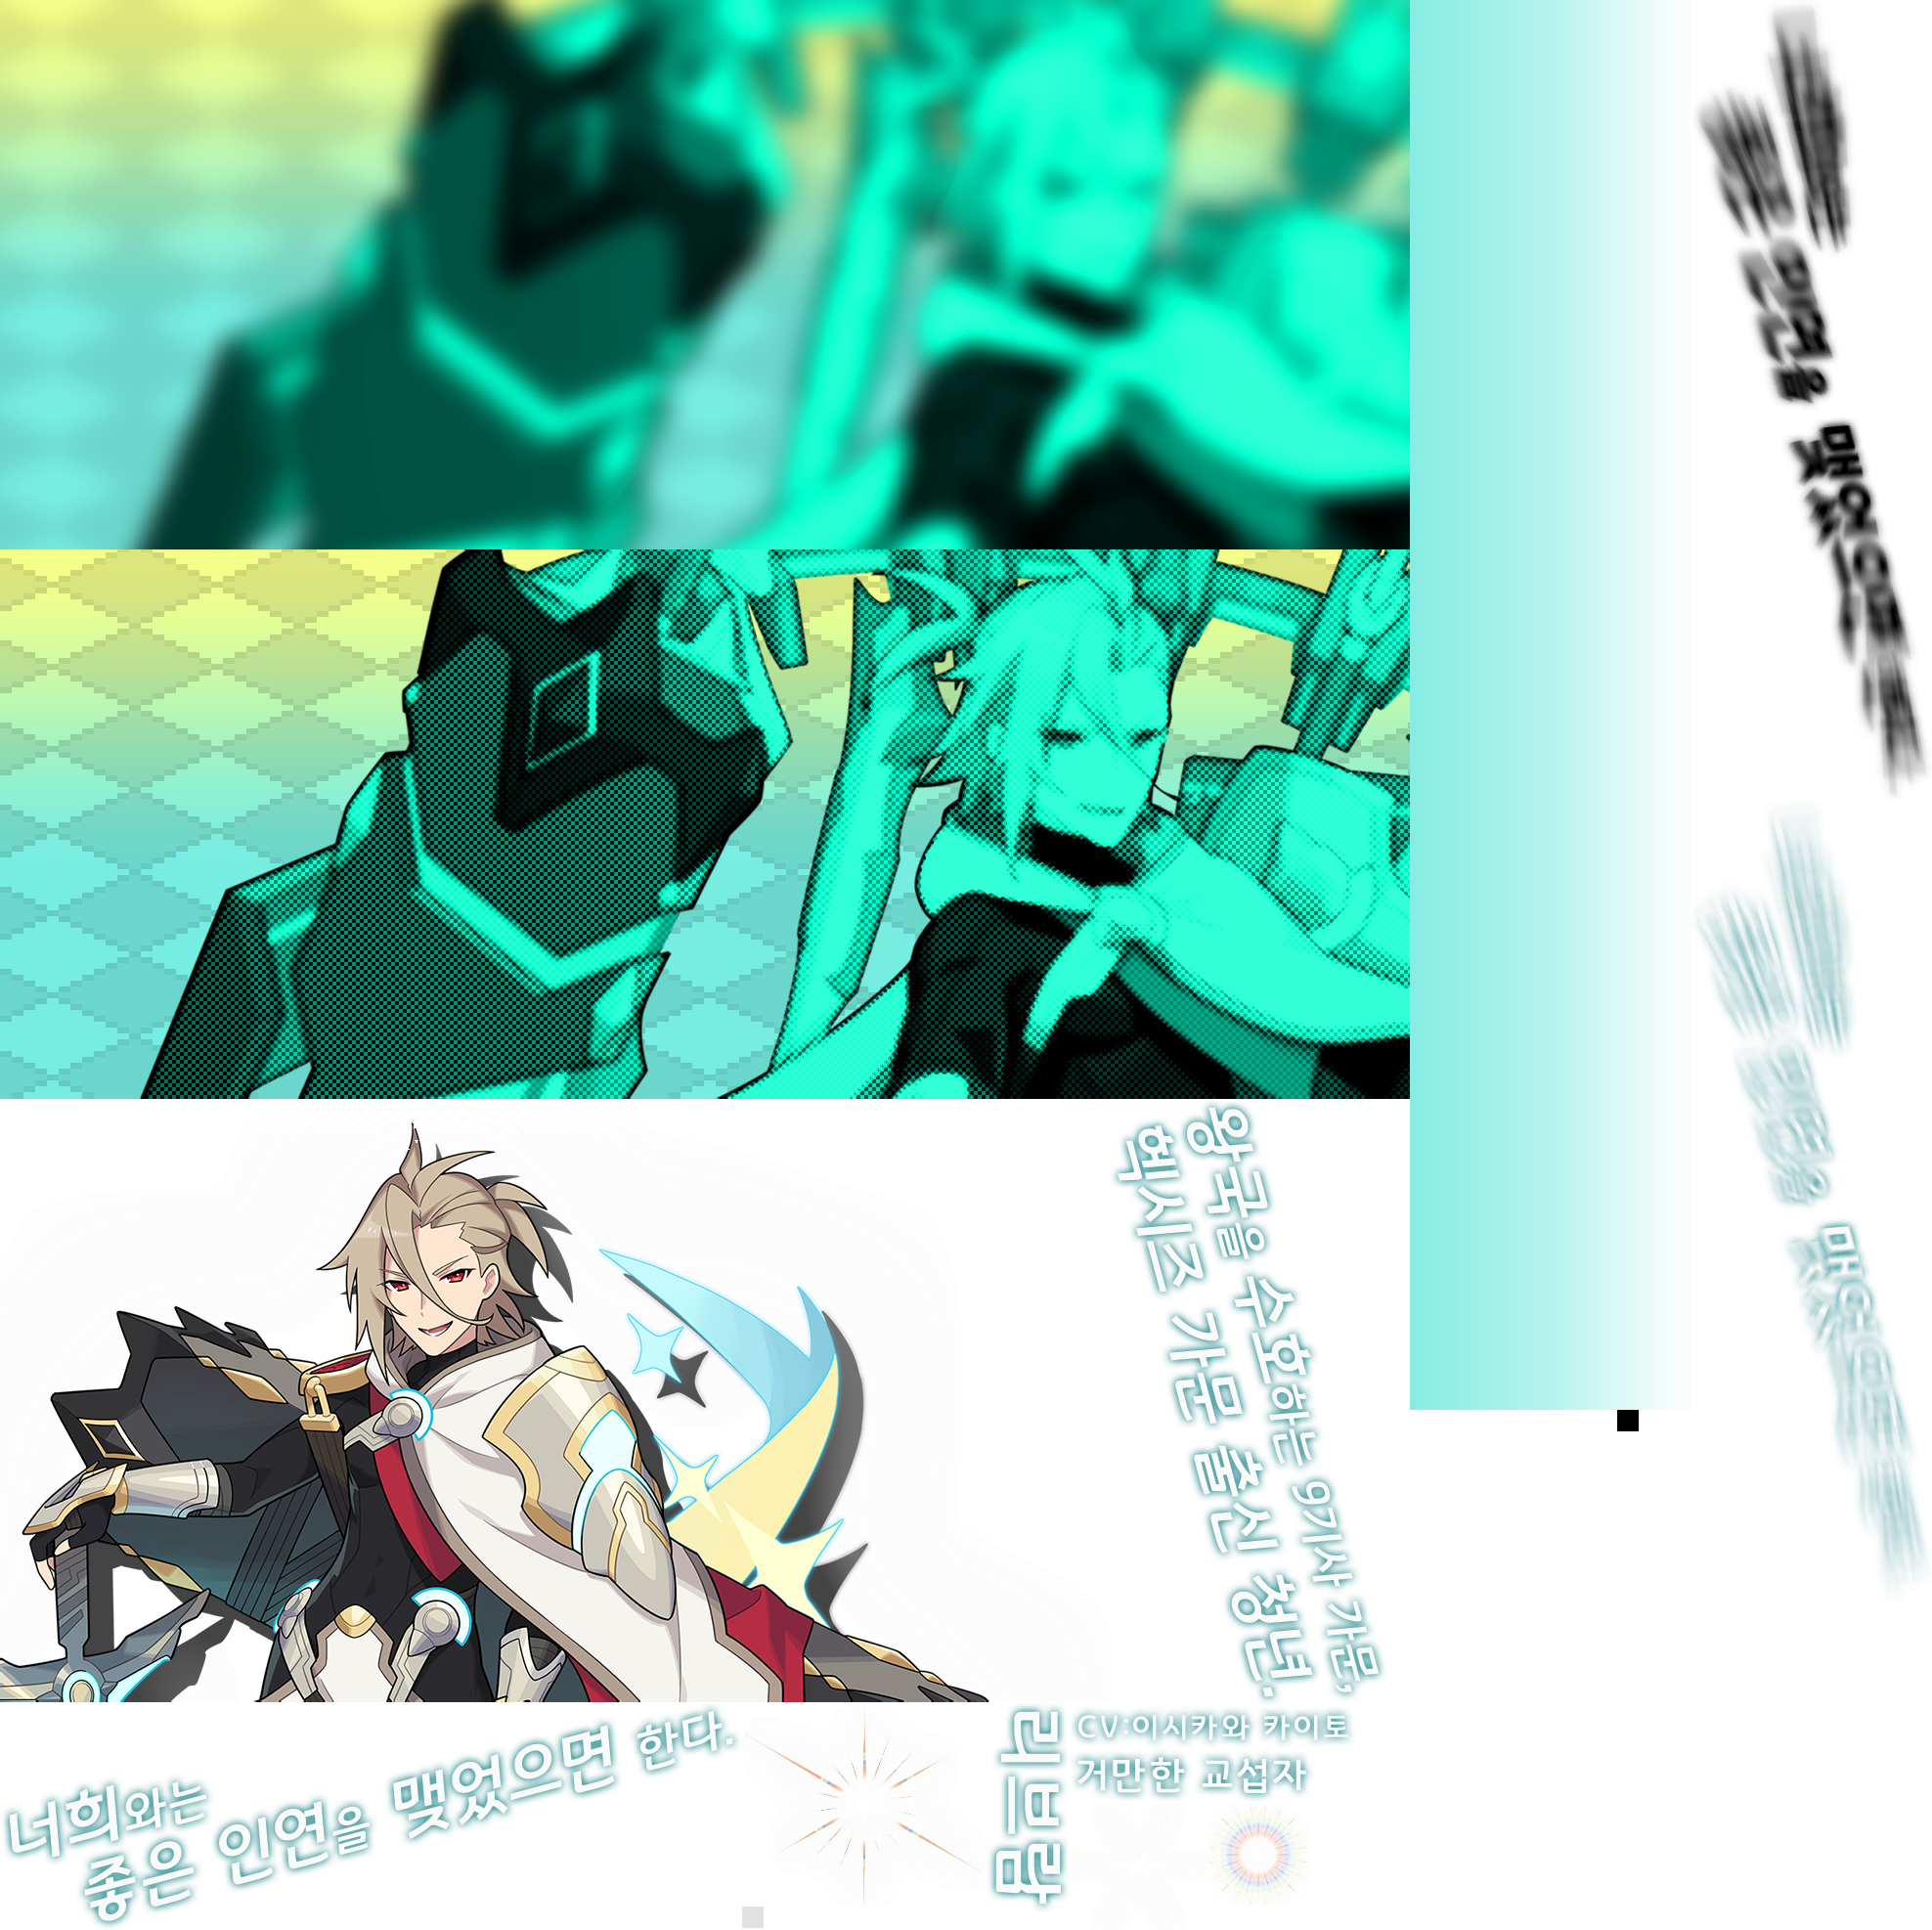 왕국을 수호하는 9기사 가문,
헥시즈 가문 출신 청년.
너희와는
좋은 인연을 맺었으면 한다.
리브람
CV:이시카와 카이토
거만한 교섭자